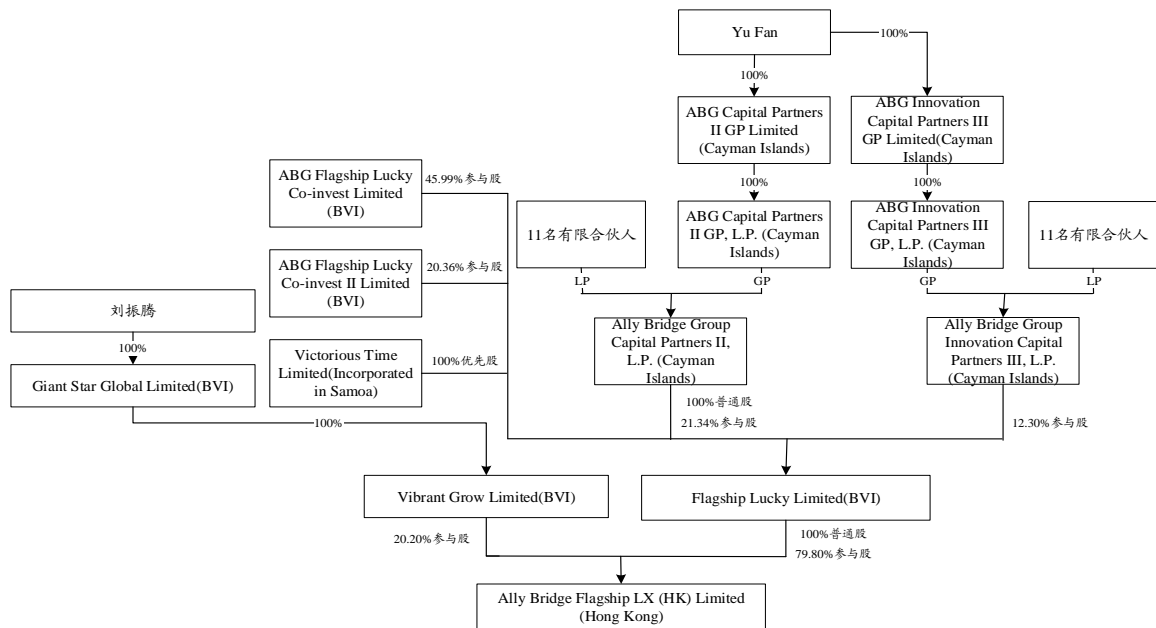 Yu Fan
100%
100%
ABG Capital Partners
II GP Limited
(Cayman Islands)
ABG Innovation
Capital Partners III
GP Limited(Cayman
Islands)
ABG Flagship Lucky
Co-invest Limited
(BVI)
45.99%参与股
100%
100%
11名有限合伙人
ABG Capital Partners
II GP, L.P. (Cayman
Islands)
ABG Innovation
Capital Partners III
GP, L.P. (Cayman
Islands)
11名有限合伙人
ABG Flagship Lucky
Co-invest II Limited
(BVI)
20.36%参与股
LP
GP
GP
LP
刘振腾
100%
Giant Star Global Limited(BVI)
Victorious Time
Limited(Incorporated
in Samoa)
100%优先股
Ally Bridge Group
Capital Partners II,
L.P. (Cayman
Islands)
Ally Bridge Group
Innovation Capital
Partners III, L.P.
(Cayman Islands)
100%普通股
21.34%参与股
12.30%参与股
100%
Vibrant Grow Limited(BVI)
Flagship Lucky Limited(BVI)
20.20%参与股
100%普通股
79.80%参与股
Ally Bridge Flagship LX (HK) Limited
(Hong Kong)